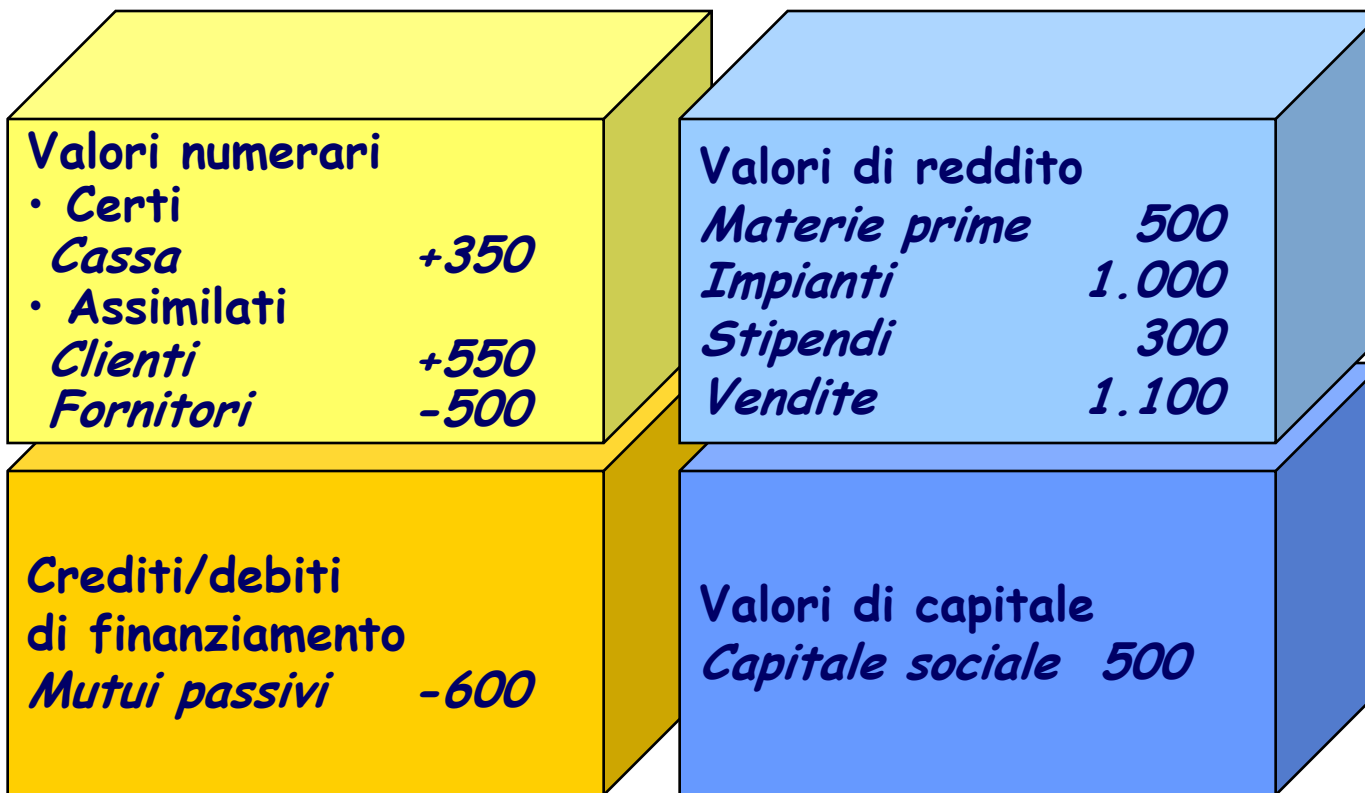 Valori numerari
• Certi
Cassa +350
• Assimilati
Clienti +550
Fornitori -500
Valori di reddito
Materie prime 500
Impianti 1.000
Stipendi 300
Vendite 1.100
Crediti/debiti
di finanziamento
Mutui passivi -600
Valori di capitale
Capitale sociale 500